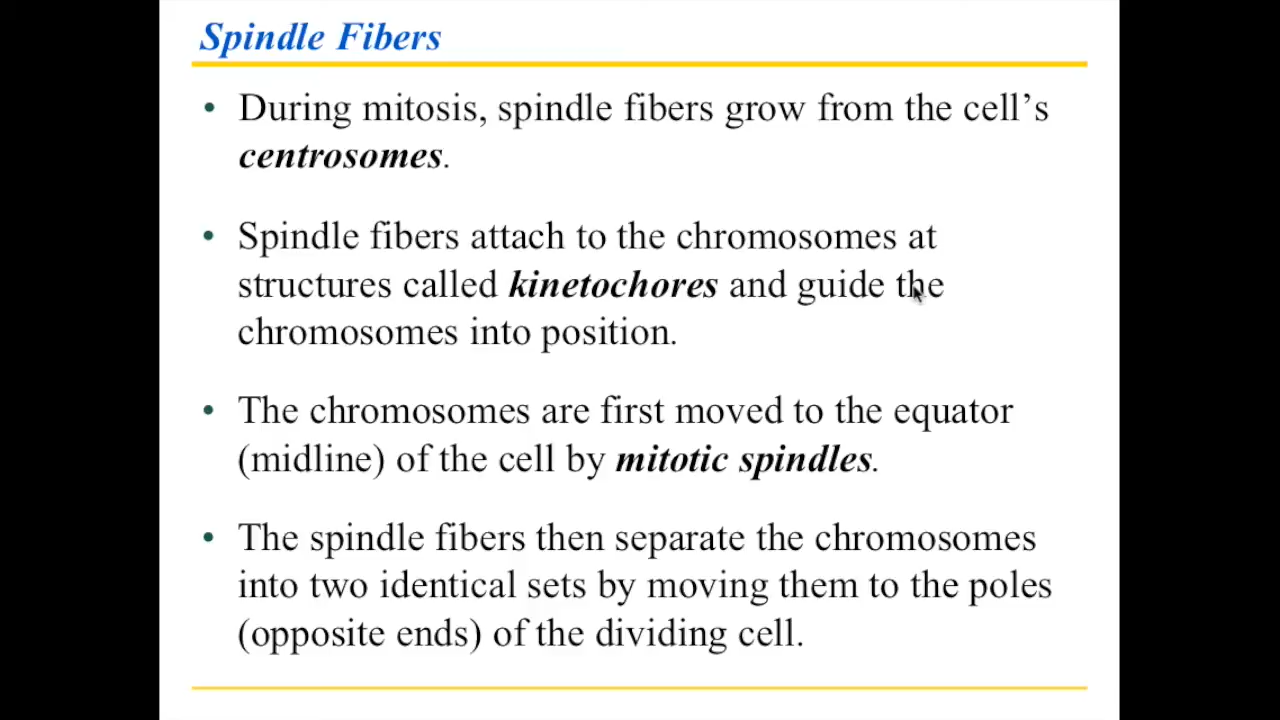 Spindle Fibers
• During mitosis, spindle fibers grow from the cell’s
centrosomes.
• Spindle fibers attach to the chromosomes at
structures called kinetochores and guide the
chromosomes into position.
• The chromosomes are first moved to the equator
(midline) of the cell by mitotic spindles.
• The spindle fibers then separate the chromosomes
into two identical sets by moving them to the poles
(opposite ends) of the dividing cell.